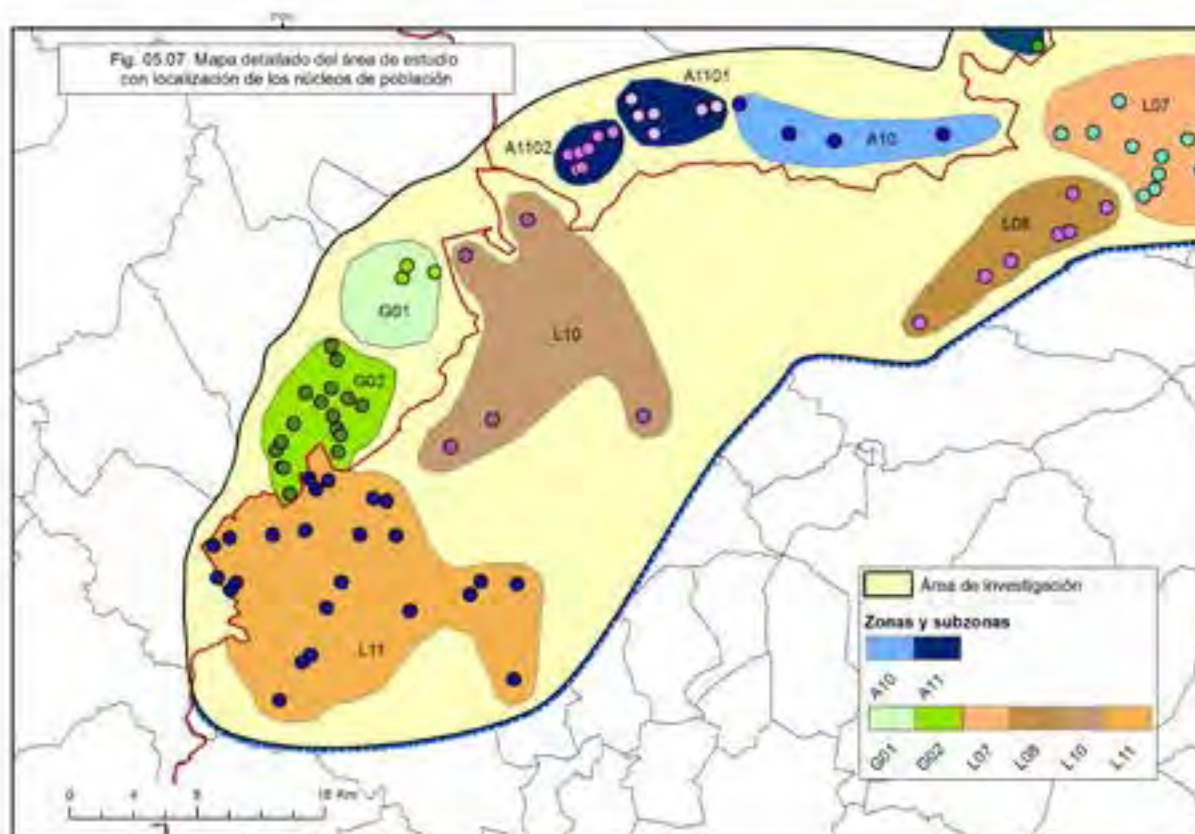 Fig. 05.07 Mapa detallado del área de estudio
con localización de los núcleos de población
A1101
A1102
A10
L07
L08
G01
L10
G02
L11
Área de investigación
Zonas y subzonas
A10 A11
G01 G02 L07 L08 L10 L11
0 4 8 16 Km